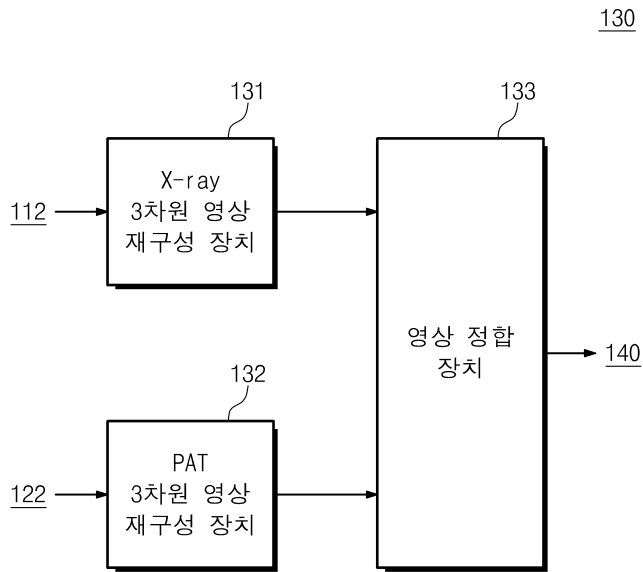 130
131
133
X-ray
3차원 영상
재구성 장치
112
영상 정합
장치
140
132
PAT
3차원 영상
재구성 장치
122